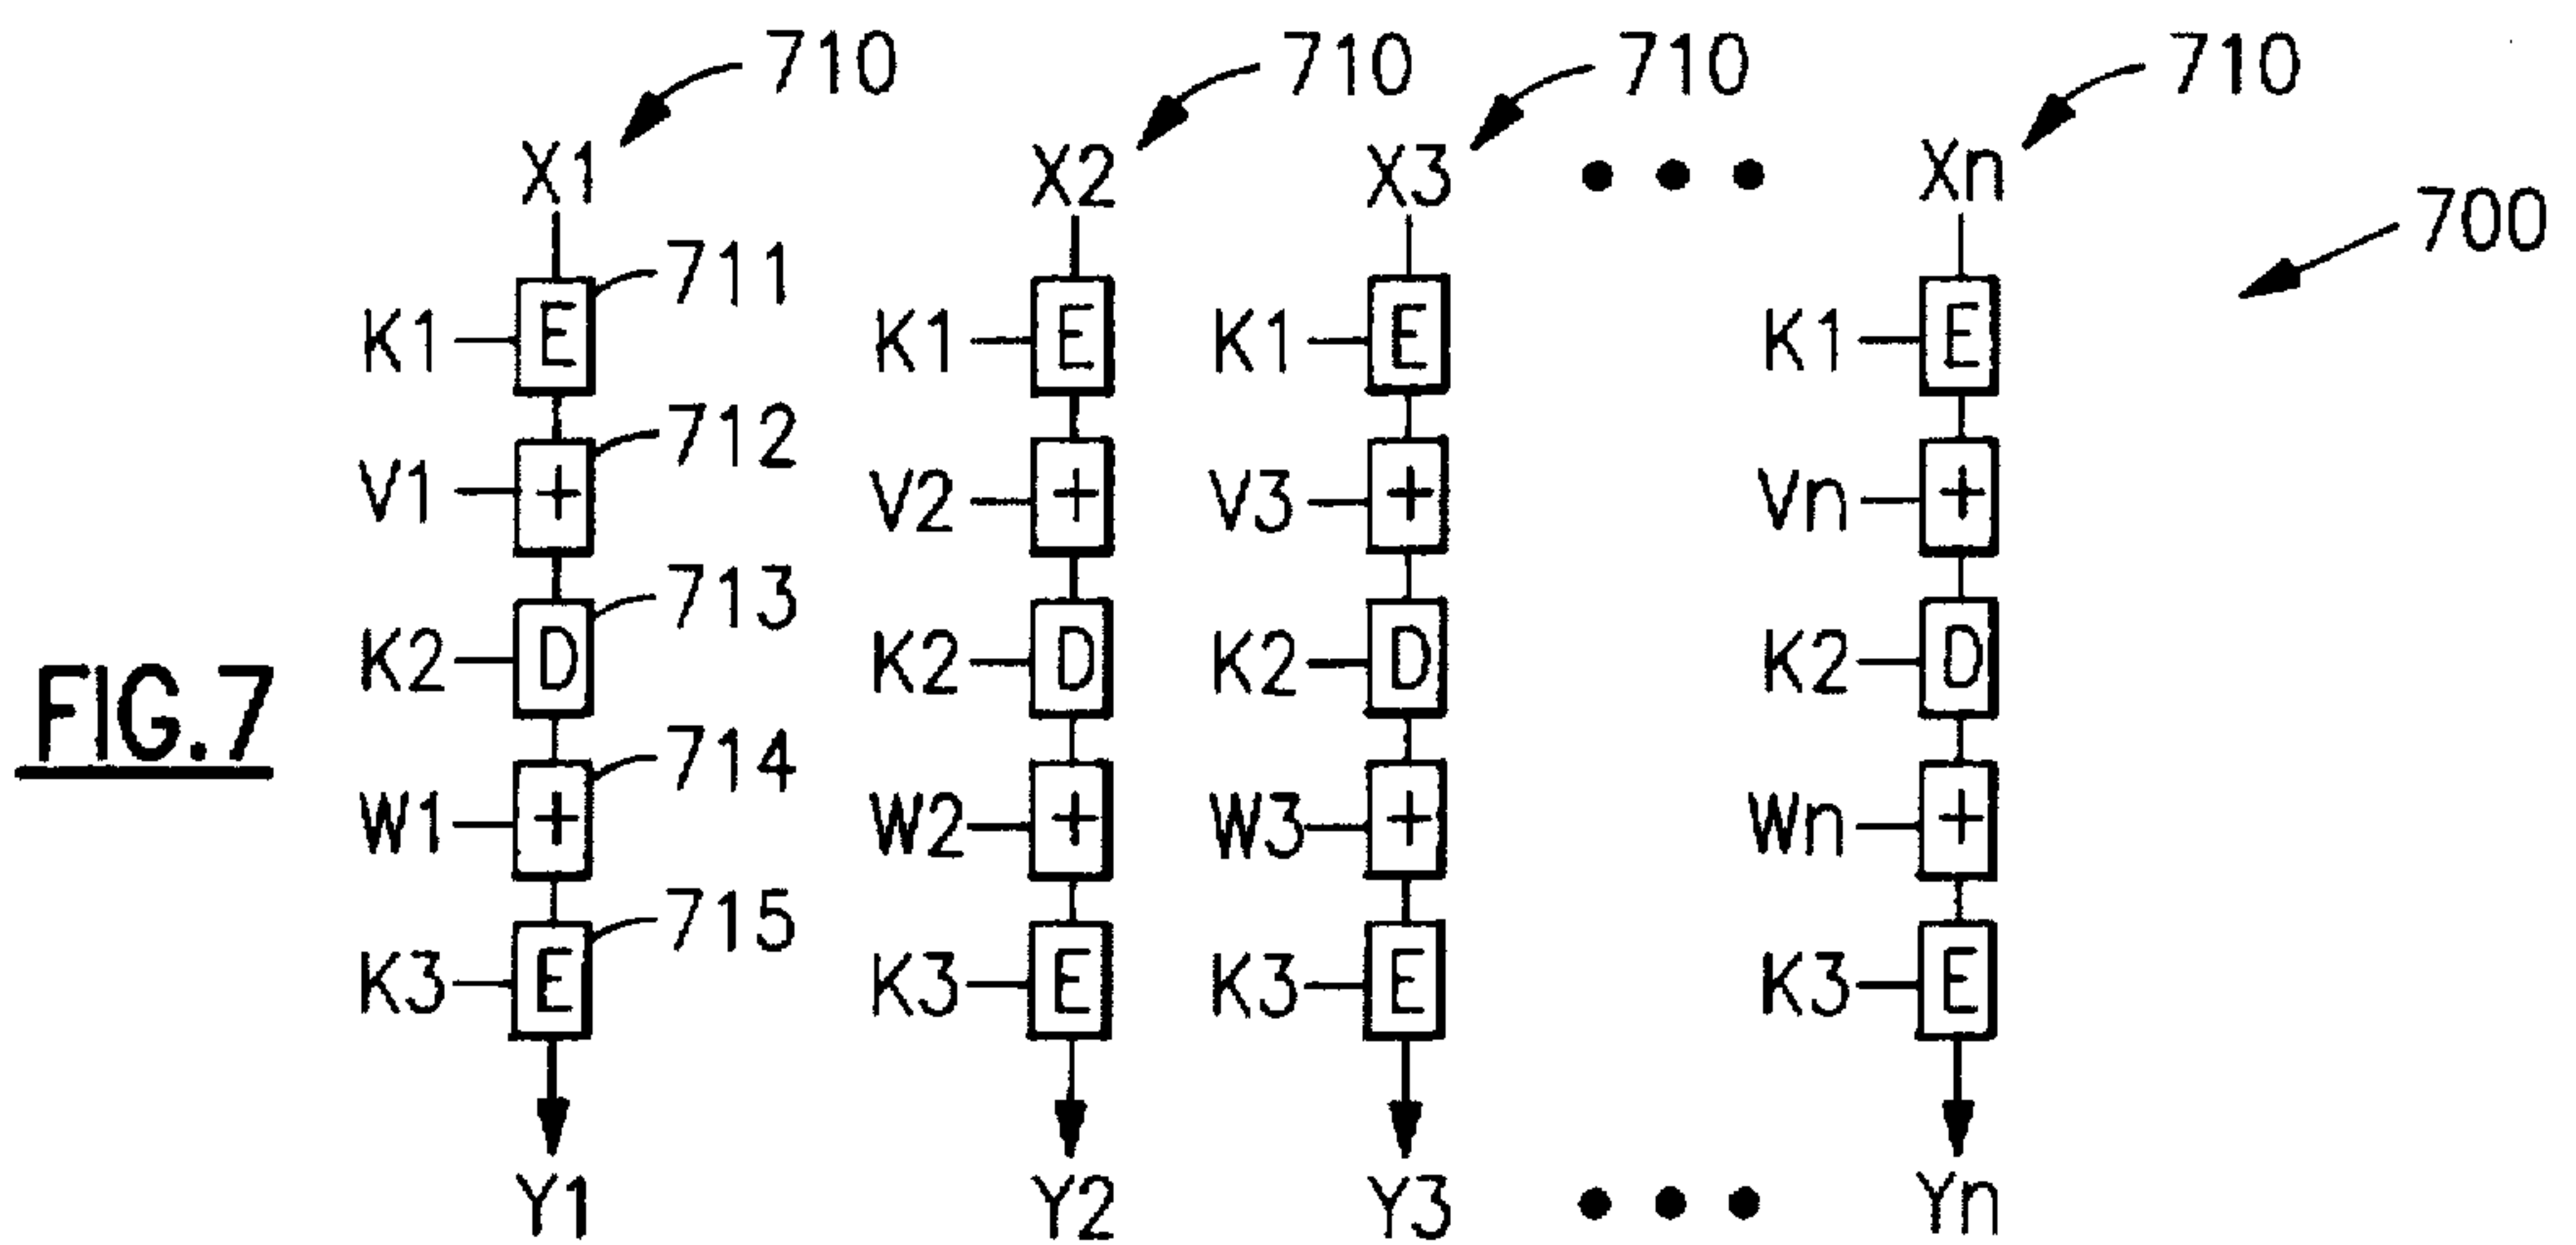 710 710 710 710
X1 X2 X3 • • • Xn
700
711
K1 E K1 E K1 E K1 E
712
V1 + V2 + V3 + Vn +
713
K2 D K2 D K2 D K2 D
FIG.7
714
W1 + W2 + W3 + Wn +
715
K3 E K3 E K3 E K3 E
Y1 Y2 Y3 • • • Yn